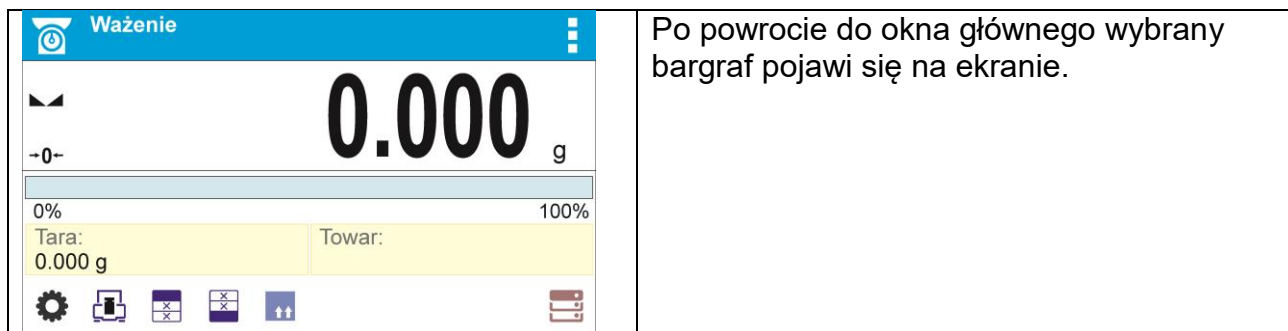 Ważenie
0.000 g
→0←
0% 100%
Tara: Towar:
0.000 g
Po powrocie do okna głównego wybrany
bargraf pojawi się na ekranie.